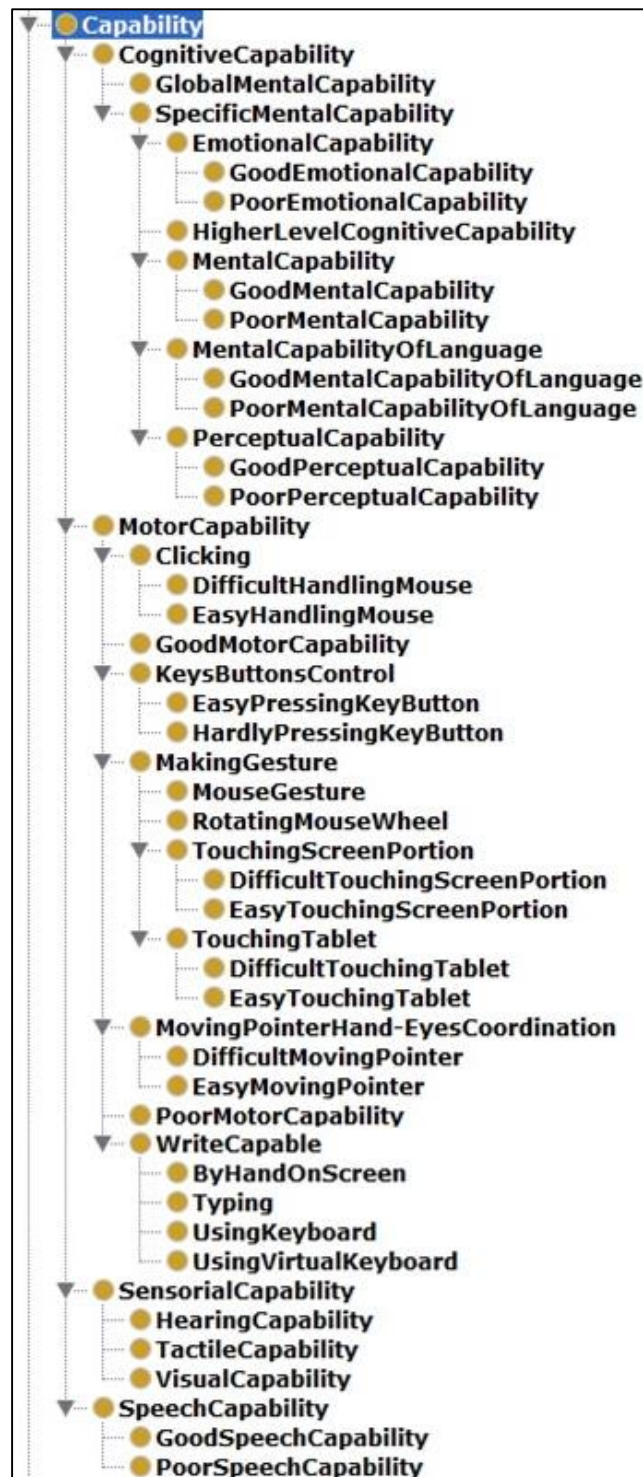 Capability
CognitiveCapability
GlobalMentalCapability
SpecificMentalCapability
EmotionalCapability
GoodEmotionalCapability
PoorEmotionalCapability
HigherLevelCognitiveCapability
MentalCapability
GoodMentalCapability
PoorMentalCapability
MentalCapabilityOfLanguage
GoodMentalCapabilityOfLanguage
PoorMentalCapabilityOfLanguage
PerceptualCapability
GoodPerceptualCapability
PoorPerceptualCapability
MotorCapability
Clicking
DifficultHandlingMouse
EasyHandlingMouse
GoodMotorCapability
KeysButtonsControl
EasyPressingKeyButton
HardlyPressingKeyButton
MakingGesture
MouseGesture
RotatingMouseWheel
TouchingScreenPortion
DifficultTouchingScreenPortion
EasyTouchingScreenPortion
TouchingTablet
DifficultTouchingTablet
EasyTouchingTablet
MovingPointerHand-EyesCoordination
DifficultMovingPointer
EasyMovingPointer
PoorMotorCapability
WriteCapable
ByHandOnScreen
Typing
UsingKeyboard
UsingVirtualKeyboard
SensorialCapability
HearingCapability
TactileCapability
VisualCapability
SpeechCapability
GoodSpeechCapability
PoorSpeechCapability